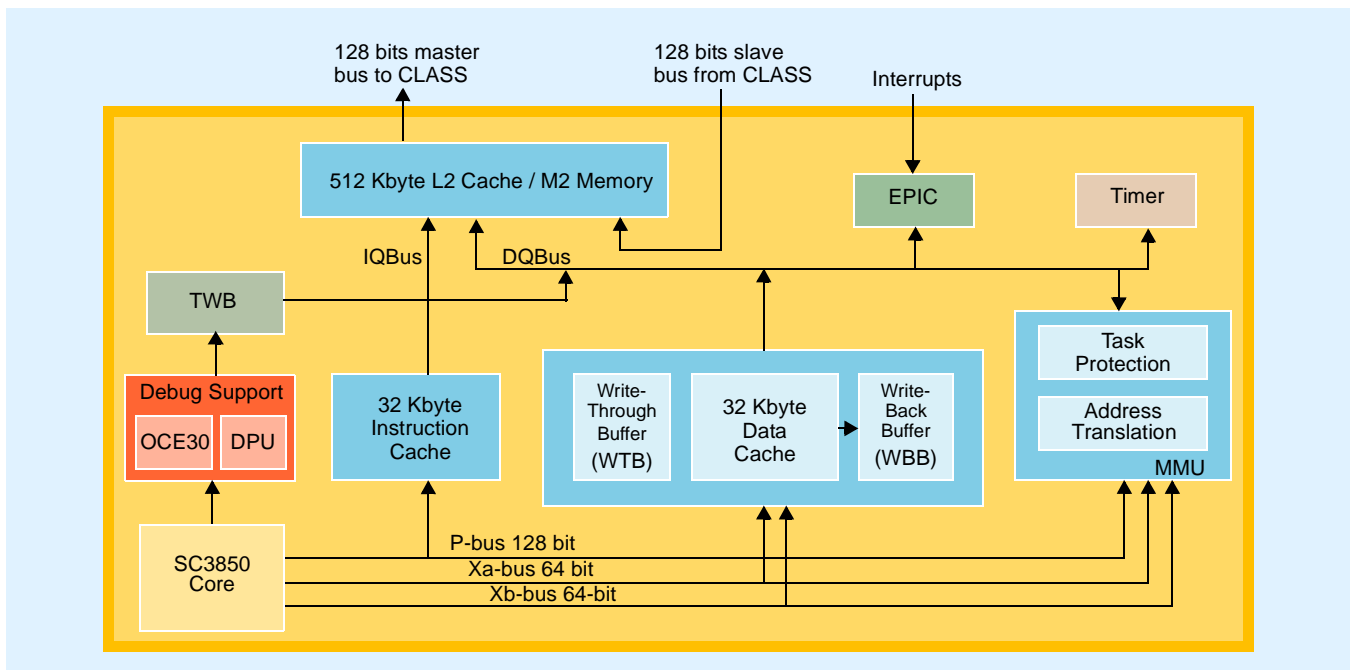 128 bits master
bus to CLASS
128 bits slave
bus from CLASS
Interrupts
512 Kbyte L2 Cache / M2 Memory
EPIC
Timer
IQBus
DQBus
TWB
Task
Protection
Address
Translation
MMU
Debug Support
OCE30
DPU
32 Kbyte
Instruction
Cache
Write-
Through
Buffer
(WTB)
32 Kbyte
Data
Cache
Write-
Back
Buffer
(WBB)
SC3850
Core
P-bus 128 bit
Xa-bus 64 bit
Xb-bus 64-bit